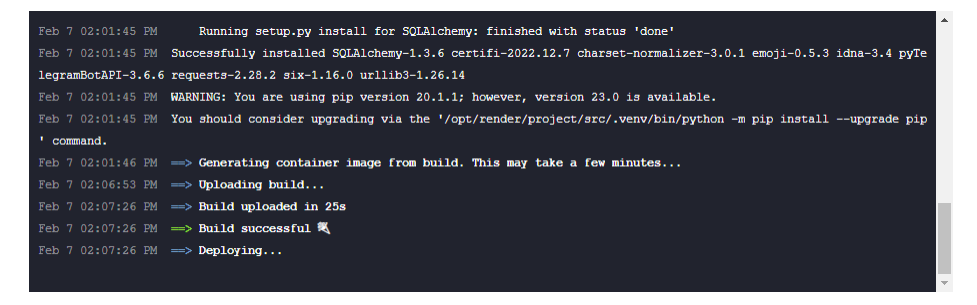 Feb 7 02:01:45 PM Running setup.py install for SQLAlchemy: finished with status 'done'
Feb 7 02:01:45 PM Successfully installed SQLAlchemy-1.3.6 certifi-2022.12.7 charset-normalizer-3.0.1 emoji-0.5.3 idna-3.4 pyTe
legramBotAPI-3.6.6 requests-2.28.2 six-1.16.0 urllib3-1.26.14
Feb 7 02:01:45 PM WARNING: You are using pip version 20.1.1; however, version 23.0 is available.
Feb 7 02:01:45 PM You should consider upgrading via the '/opt/render/project/src/.venv/bin/python -m pip install --upgrade pip
' command.
Feb 7 02:01:46 PM ==> Generating container image from build. This may take a few minutes...
Feb 7 02:06:53 PM ==> Uploading build...
Feb 7 02:07:26 PM ==> Build uploaded in 25s
Feb 7 02:07:26 PM ==> Build successful
Feb 7 02:07:26 PM ==> Deploying...